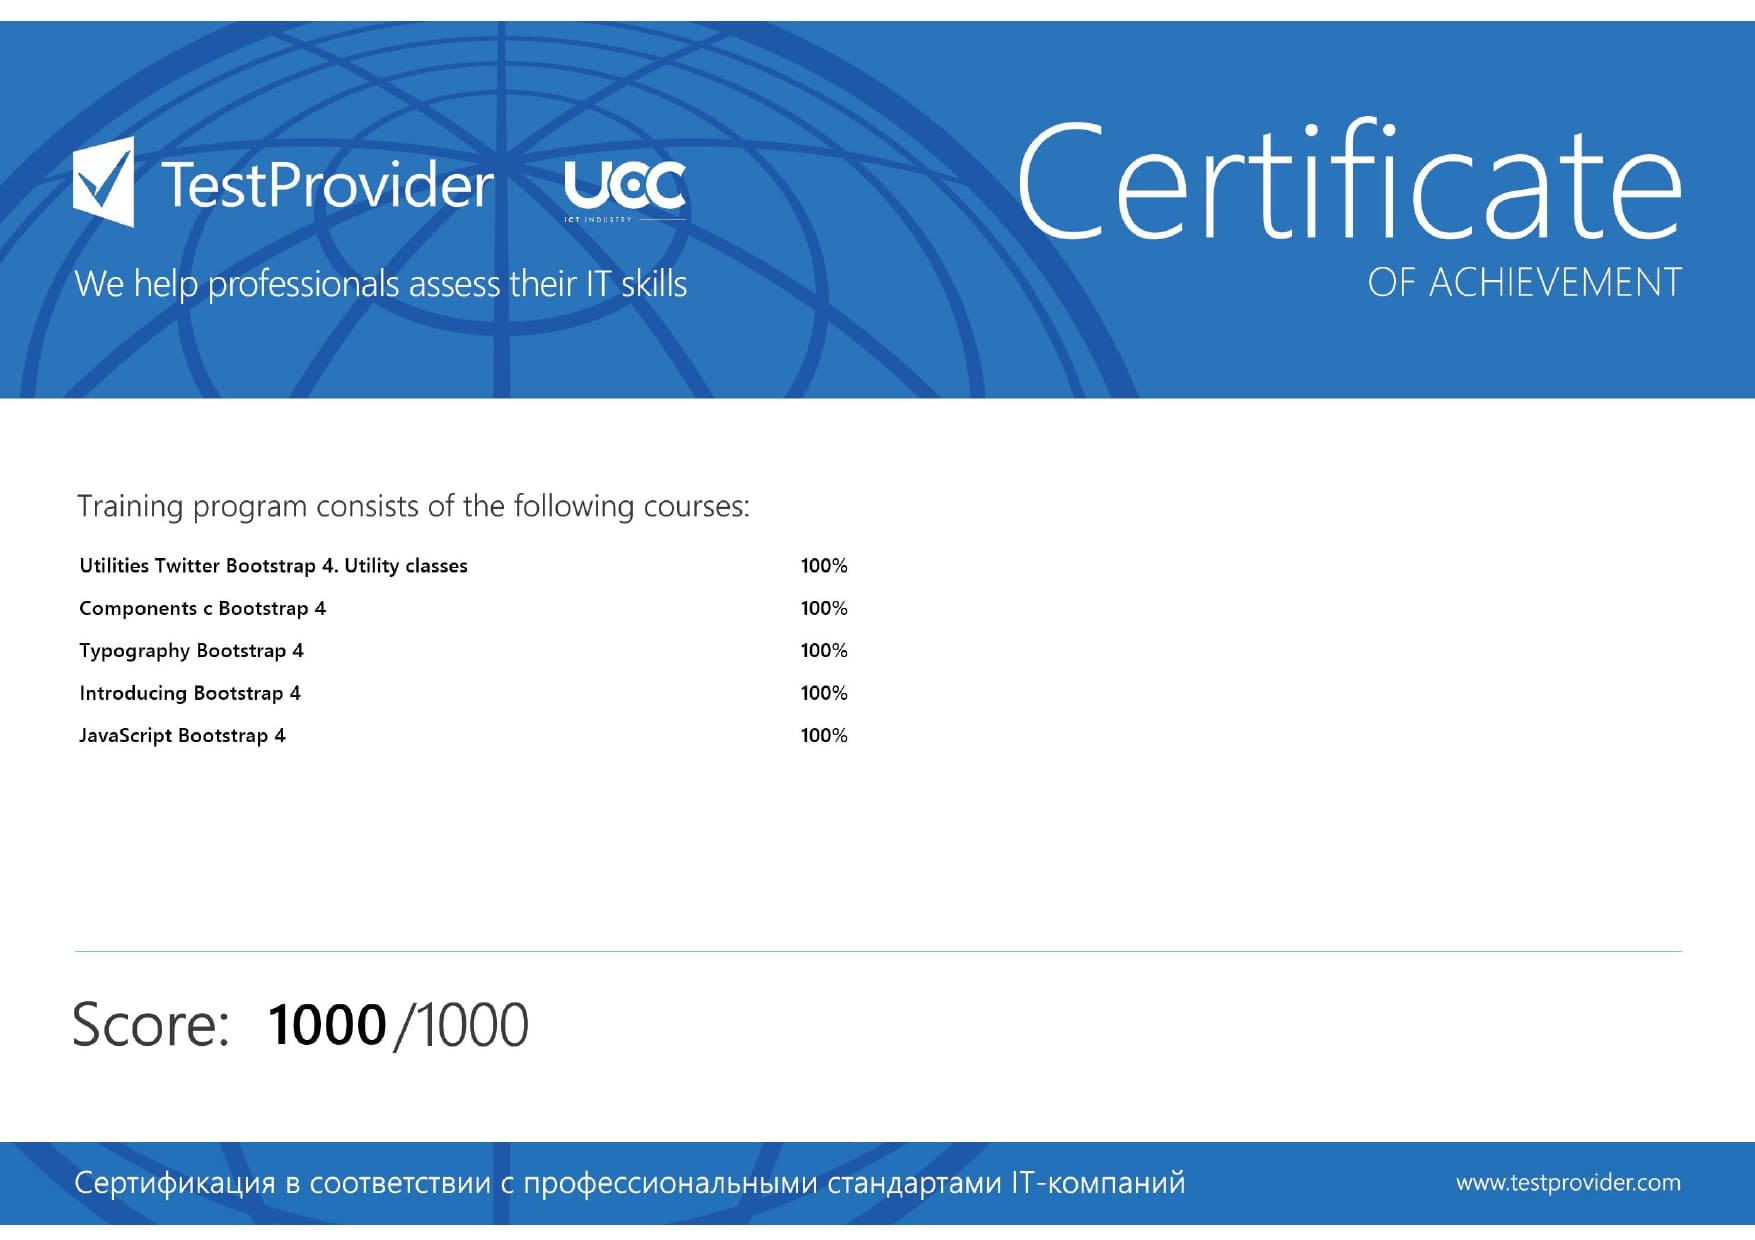 TestProvider
UCC
ICT INDUSTRY
We help professionals assess their IT skills
Certificate
OF ACHIEVEMENT
Training program consists of the following courses:
Utilities Twitter Bootstrap 4. Utility classes 100%
Components c Bootstrap 4 100%
Typography Bootstrap 4 100%
Introducing Bootstrap 4 100%
JavaScript Bootstrap 4 100%
Score: 1000/1000
Сертификация в соответствии с профессиональными стандартами IT-компаний
www.testprovider.com